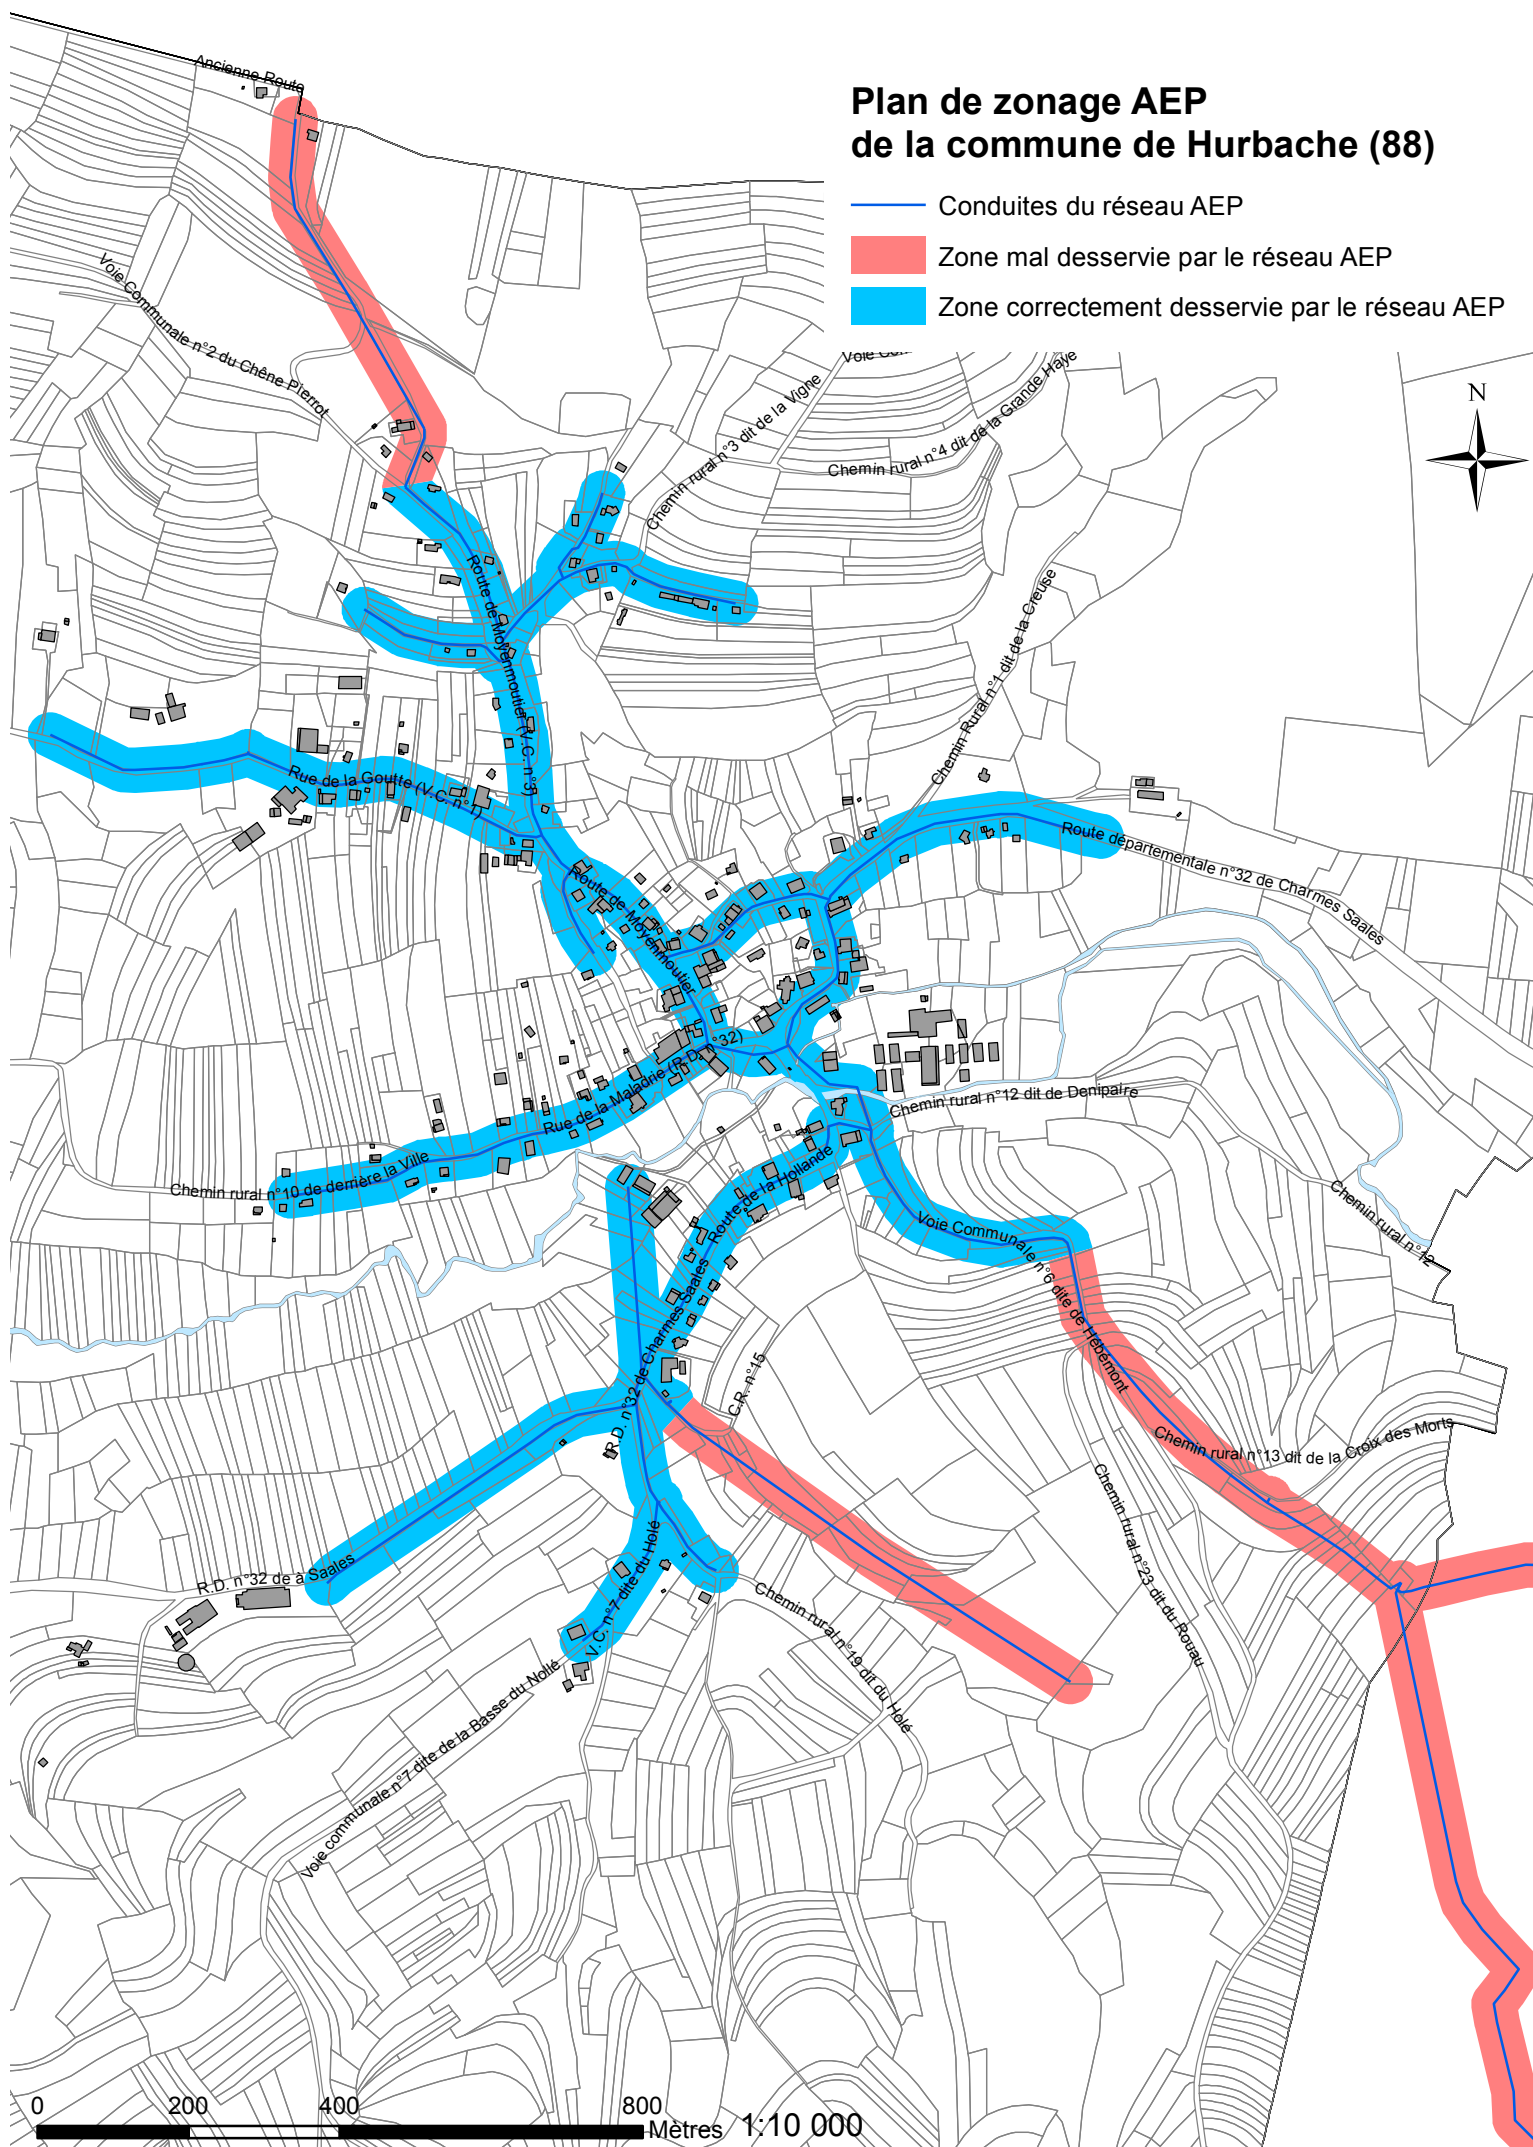 Plan de zonage AEP
de la commune de Hurbache (88)
Conduites du réseau AEP
Zone mal desservie par le réseau AEP
Zone correctement desservie par le réseau AEP
Ancienne Route
Voie Communale n°2 du Chêne Pierrot
Voie
N
Chemin rural n°3 dit de la Vigne
Chemin rural n°4 dit de la Grande Haye
Route de Moyenmoutier (V.C. n°3)
Chemin Rural n°1 dit de la Creuse
Rue de la Goutte (V.C. n°1)
Route départementale n°32 de Charmes Saales
Route de Moyenmoutier
Rue de la Maladrie (R.D. n°32)
Chemin rural n°12 dit de Denipaire
Chemin rural n°10 de derrière la Ville
Route de la Hollande
Chemin rural n°12
Voie Communale n°6 dite de Hébémont
R.D. n°32 de Charmes Saales
C.R. n°15
Chemin rural n°13 dit de la Croix des Morts
Chemin rural n°23 dit du Rouau
R.D. n°32 de à Saales
V.C. n°7 dite du Holé
Chemin rural n°19 dit du Holé
Voie communale n°7 dite de la Basse du Nollé
0 200 400 800
Mètres 1:10 000